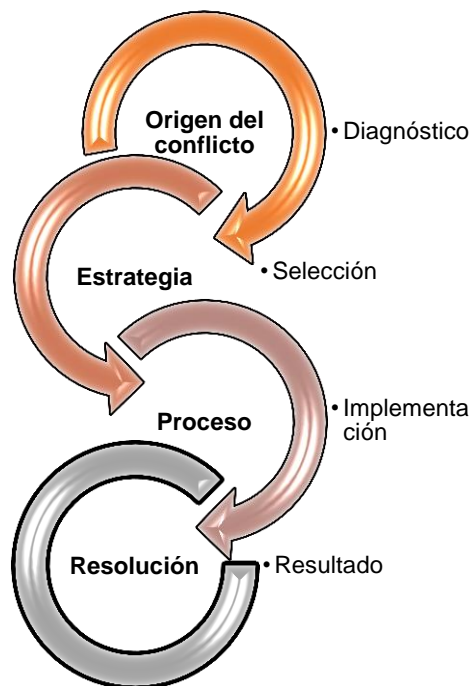 Origen del
conflicto
• Diagnóstico
Estrategia
• Selección
Proceso
• Implementa
ción
Resolución
• Resultado